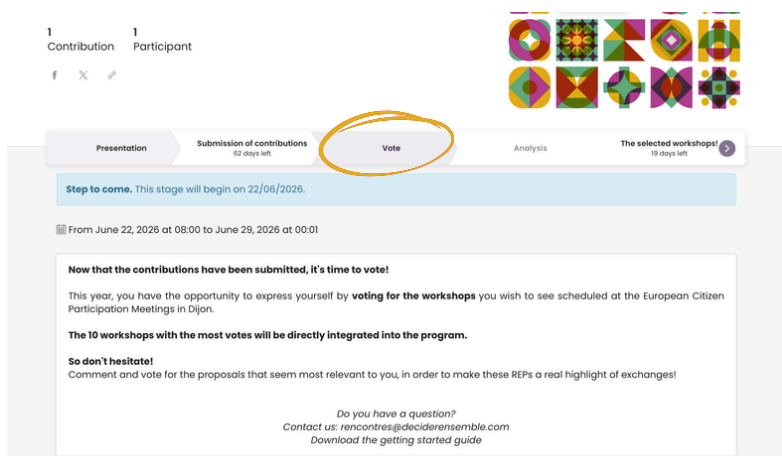 1
Contribution
1
Participant
Presentation
Submission of contributions
62 days left
Vote
Analysis
The selected workshops!
19 days left
Step to come. This stage will begin on 22/06/2026.
From June 22, 2026 at 08:00 to June 29, 2026 at 00:01
Now that the contributions have been submitted, it's time to vote!
This year, you have the opportunity to express yourself by voting for the workshops you wish to see scheduled at the European Citizen
Participation Meetings in Dijon.
The 10 workshops with the most votes will be directly integrated into the program.
So don't hesitate!
Comment and vote for the proposals that seem most relevant to you, in order to make these REPs a real highlight of exchanges!
Do you have a question?
Contact us: rencontres@deciderensemble.com
Download the getting started guide